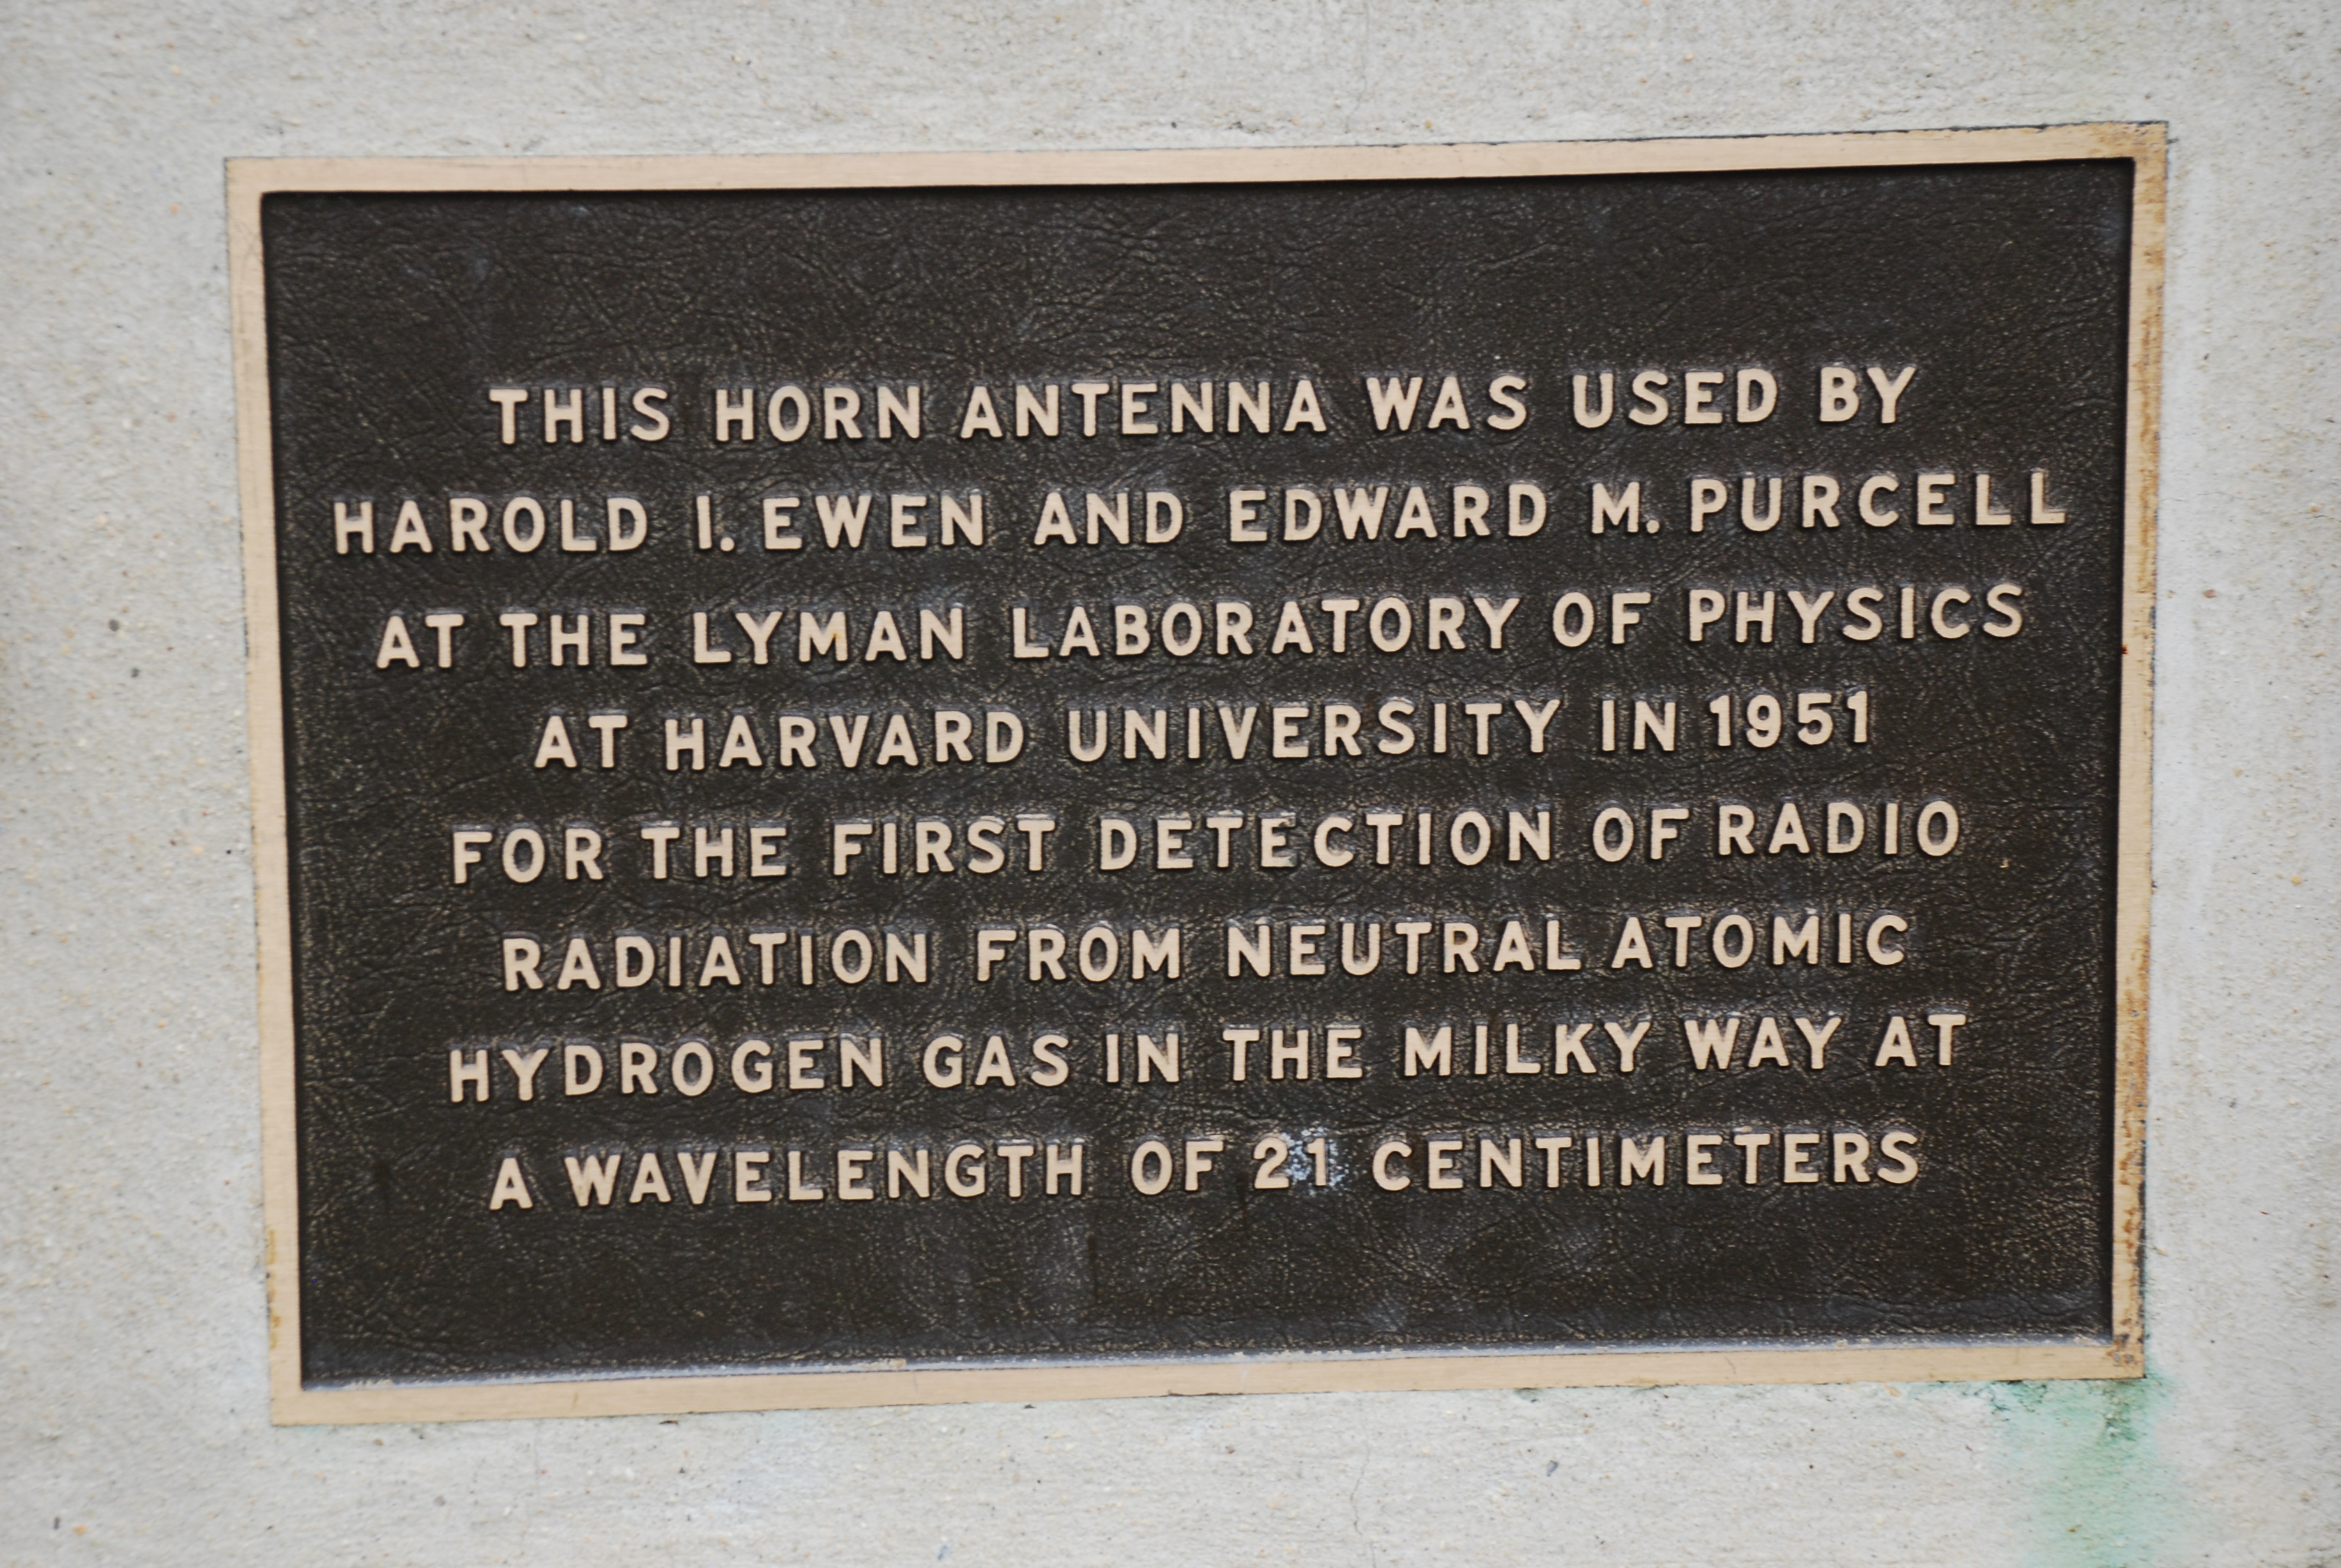 THIS HORN ANTENNA WAS USED BY
HAROLD I. EWEN AND EDWARD M. PURCELL
AT THE LYMAN LABORATORY OF PHYSICS
AT HARVARD UNIVERSITY IN 1951
FOR THE FIRST DETECTION OF RADIO
RADIATION FROM NEUTRAL ATOMIC
HYDROGEN GAS IN THE MILKY WAY AT
A WAVELENGTH OF 21 CENTIMETERS